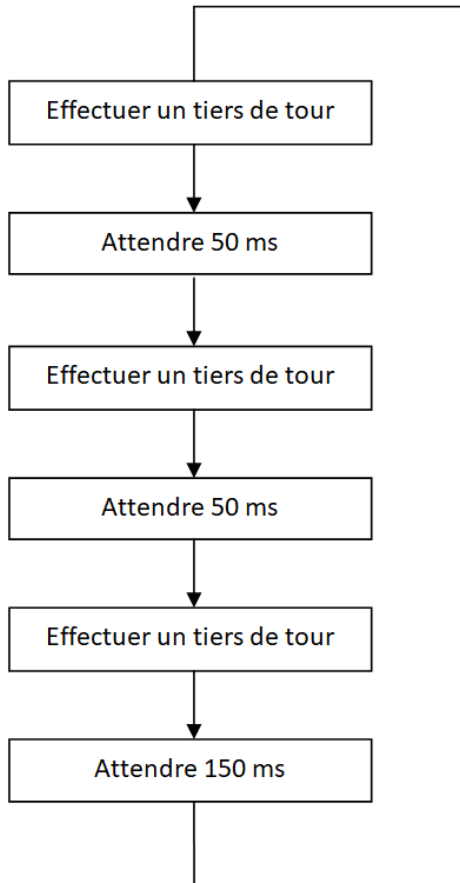 Effectuer un tiers de tour
Attendre 50 ms
Effectuer un tiers de tour
Attendre 50 ms
Effectuer un tiers de tour
Attendre 150 ms